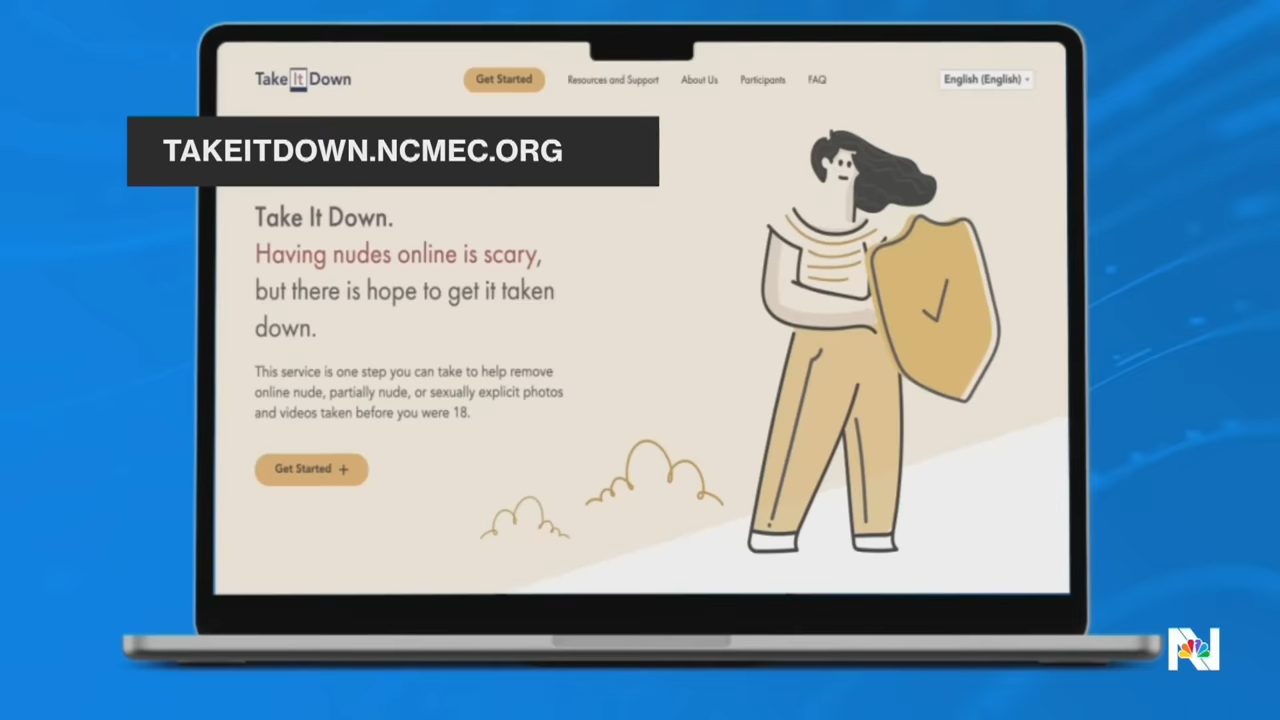 Take It Down
Get Started
Resources and Support
About Us
Participants
FAQ
English (English)
TAKEITDOWN.NCMEC.ORG
Take It Down.
Having nudes online is scary,
but there is hope to get it taken
down.
This service is one step you can take to help remove
online nude, partially nude, or sexually explicit photos
and videos taken before you were 18.
Get Started +
N